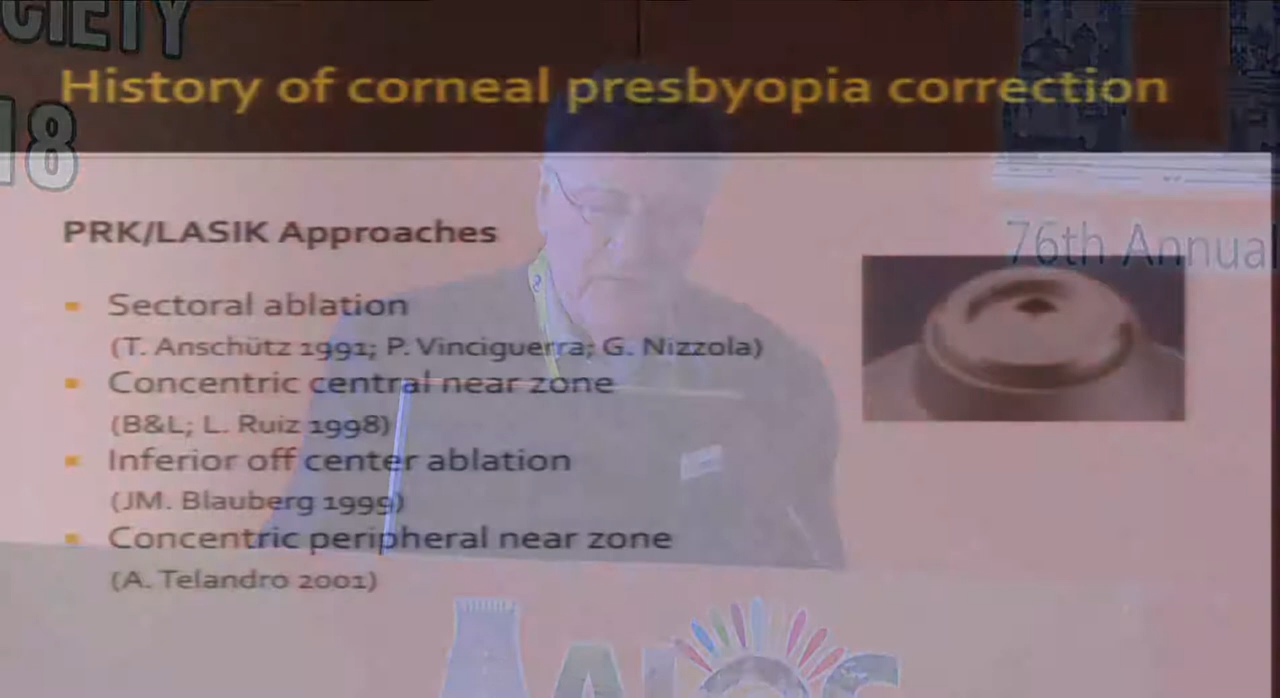 CIETY
18
History of corneal presbyopia correction
76th Annual
PRK/LASIK Approaches
Sectoral ablation
(T. Anschütz 1991; P. Vinciguerra; G. Nizzola)
Concentric central near zone
(B&L; L. Ruiz 1998)
Inferior off center ablation
(JM. Blauberg 1999)
Concentric peripheral near zone
(A. Telandro 2001)
AIOC